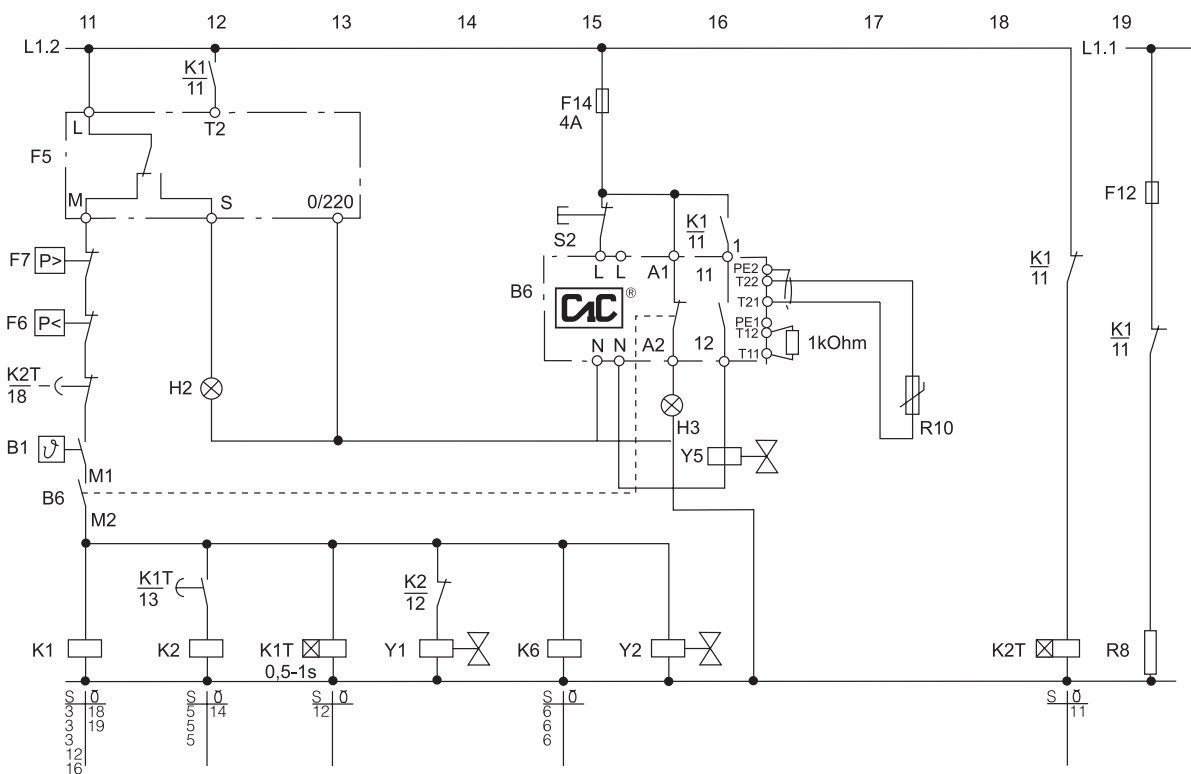 11 12 13 14 15 16 17 18 19
L1.2 L1.1
K1
11
F14
4A
L T2
F5
M S 0/220
F12
S2
K1
11
1
F7 P>
L L A1 11
PE2
T22
T21
PE1
T12
T11
B6
CIC ®
1kOhm
K1
11
F6 P<
N N A2 12
K1
11
K2T
18
H2
H3
R10
B1 ϑ
Y5
M1
B6
M2
K1T
13
K2
12
K1 K2 K1T Y1 K6 Y2 K2T R8
0,5-1s
S Ö S Ö S Ö S Ö S Ö
3 18 5 14 12 6 11
3 19 5 6
3 5 6
12
16